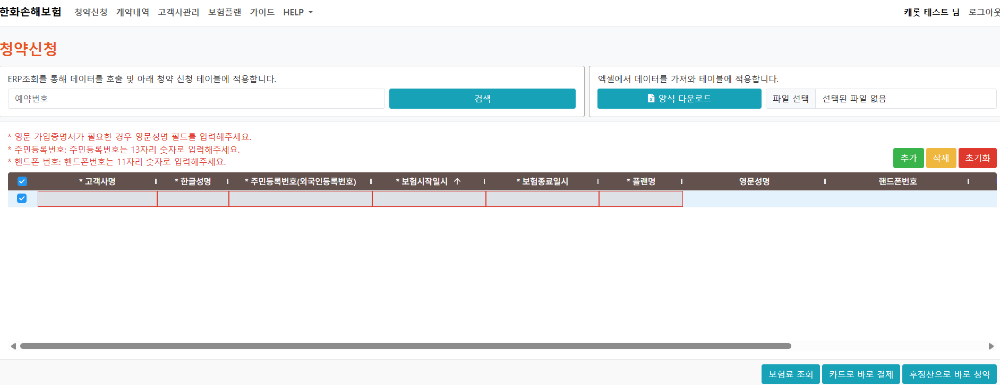 한화손해보험 청약신청 계약내역 고객사관리 보험플랜 가이드 HELP 캐롯 테스트 님 로그아웃
청약신청
ERP조회를 통해 데이터를 호출 및 아래 청약 신청 테이블에 적용합니다.
예약번호 검색
엑셀에서 데이터를 가져와 테이블에 적용합니다.
양식 다운로드 파일 선택 선택된 파일 없음
* 영문 가입증명서가 필요한 경우 영문성명 필드를 입력해주세요.
* 주민등록번호: 주민등록번호는 13자리 숫자로 입력해주세요.
* 핸드폰 번호: 핸드폰번호는 11자리 숫자로 입력해주세요.
추가 삭제 초기화
* 고객사명 * 한글성명 * 주민등록번호(외국인등록번호) * 보험시작일시 * 보험종료일시 * 플랜명 영문성명 핸드폰번호
보험료 조회 카드로 바로 결제 후정산으로 바로 청약